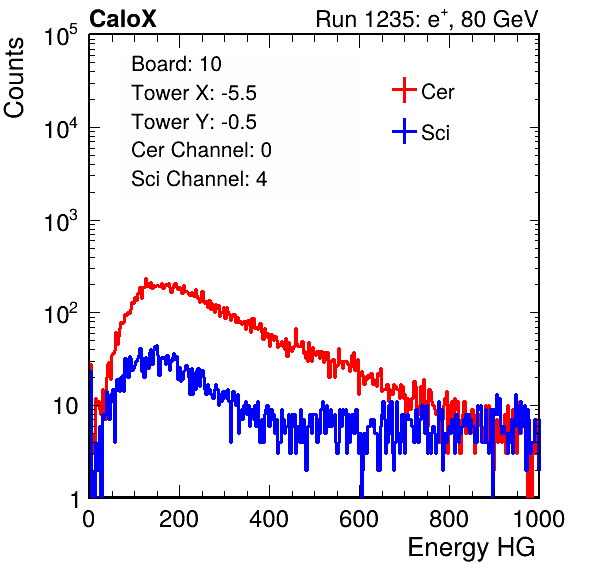 CaloX Run 1235: e⁺, 80 GeV
Counts
Board: 10
Tower X: -5.5
Tower Y: -0.5
Cer Channel: 0
Sci Channel: 4
Cer
Sci
10⁵
10⁴
10³
10²
10
1
0 200 400 600 800 1000
Energy HG